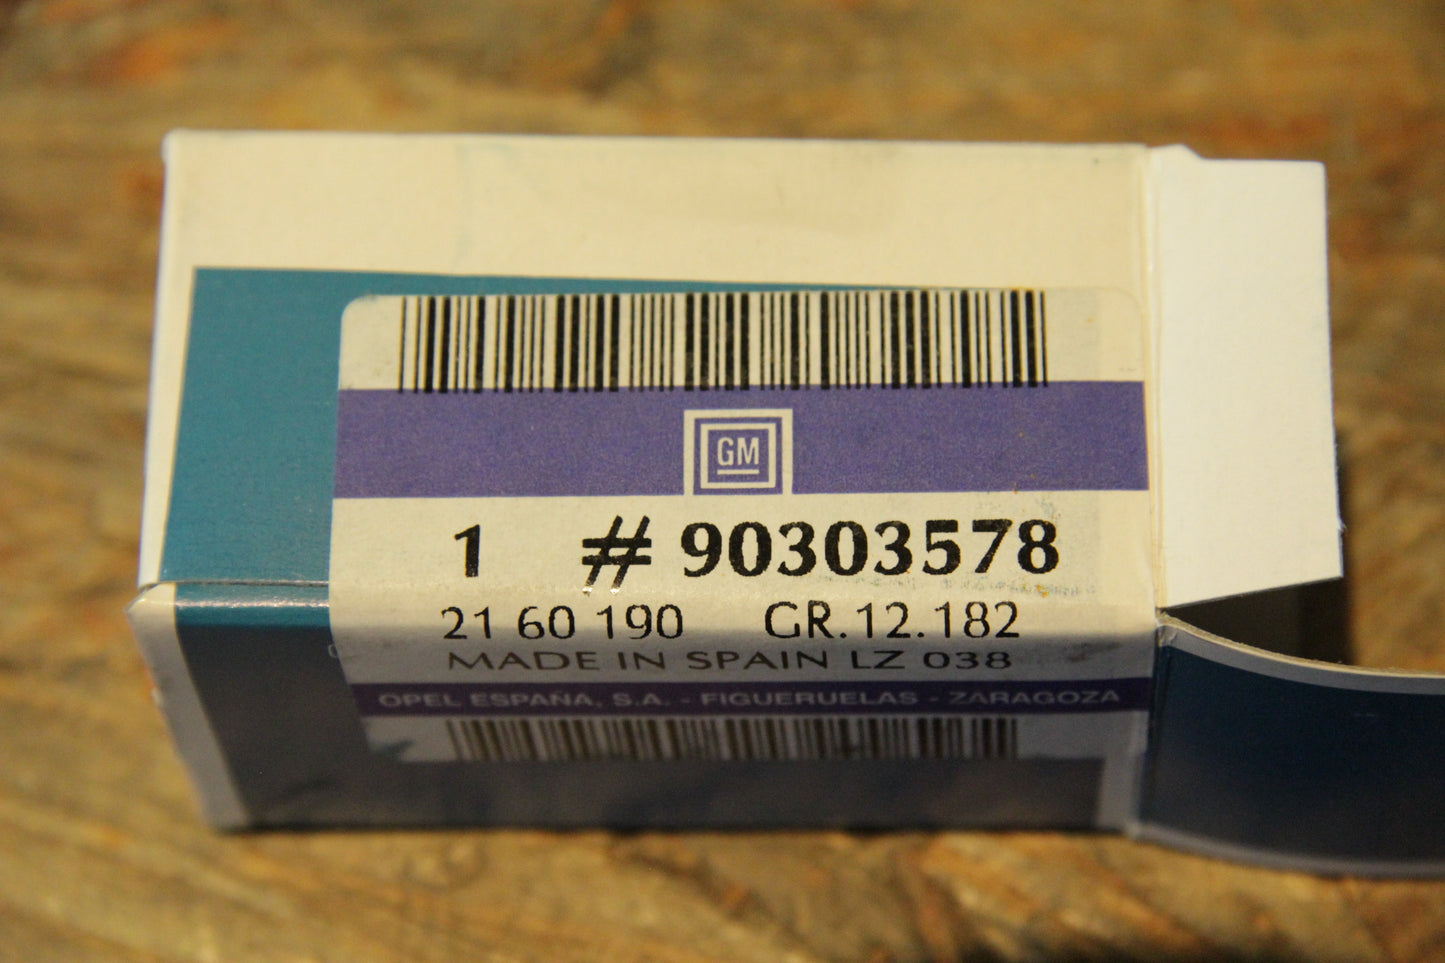 GM
1 # 90303578
21 60 190 GR.12.182
MADE IN SPAIN LZ 038
OPEL ESPAÑA, S.A. - FIGUERUELAS - ZARAGOZA